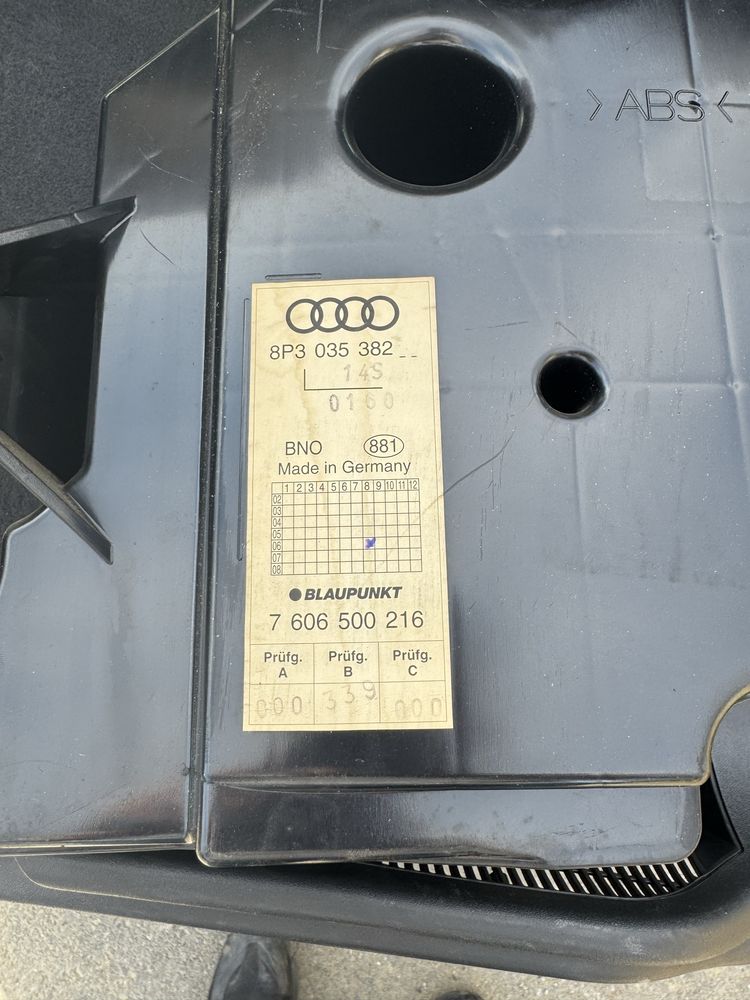 >ABS<
8P3 035 382 _ _
14S
0160
BNO 881
Made in Germany
1 2 3 4 5 6 7 8 9 10 11 12
02
03
04
05
06
07
08
BLAUPUNKT
7 606 500 216
Prüfg. Prüfg. Prüfg.
A B C
000 339 000